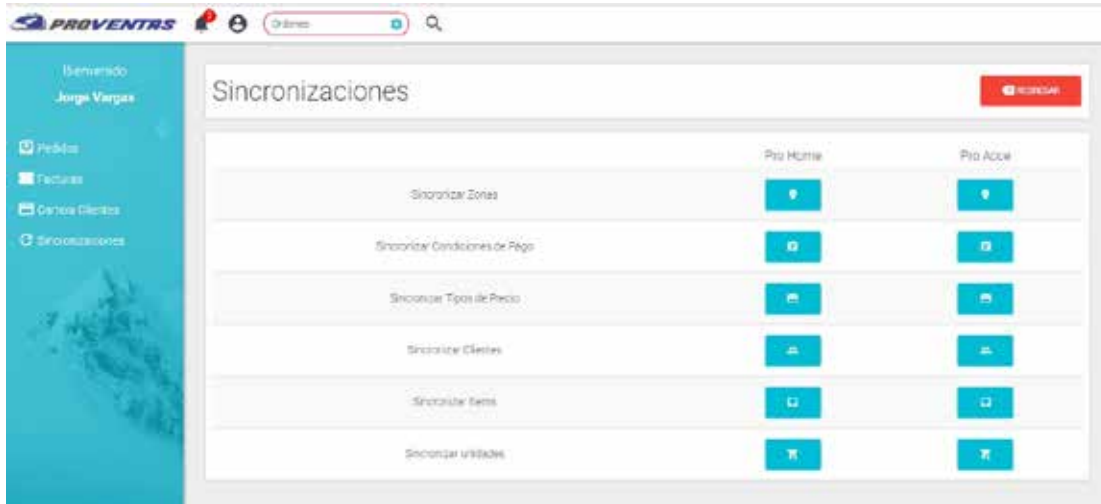 PROVENTAS
Ordenes
Bienvenido
Jorge Vargas
Pedidos
Facturas
Cartera Clientes
Sincronizaciones
Sincronizaciones
REGRESAR
Pro Home Pro Acce
Sincronizar Zonas
Sincronizar Condiciones de Pago
Sincronizar Tipos de Precio
Sincronizar Clientes
Sincronizar Items
Sincronizar unidades